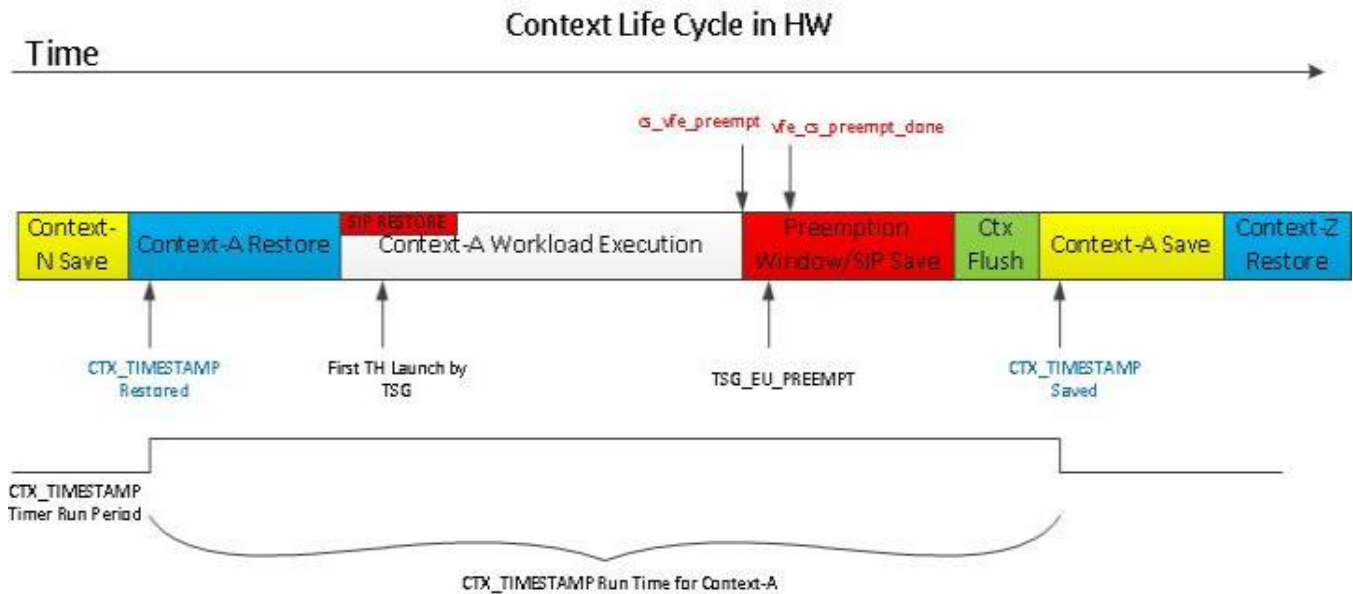 Context Life Cycle in HW
Time
cs_vfe_preempt
vfe_cs_preempt_done
Context-
N Save
Context-A Restore
SIP RESTORE
Context-A Workload Execution
Preemption
Window/SIP Save
Ctx
Flush
Context-A Save
Context-Z
Restore
CTX_TIMESTAMP
Restored
First TH Launch by
TSG
TSG_EU_PREEMPT
CTX_TIMESTAMP
Saved
CTX_TIMESTAMP
Timer Run Period
CTX_TIMESTAMP Run Time for Context-A